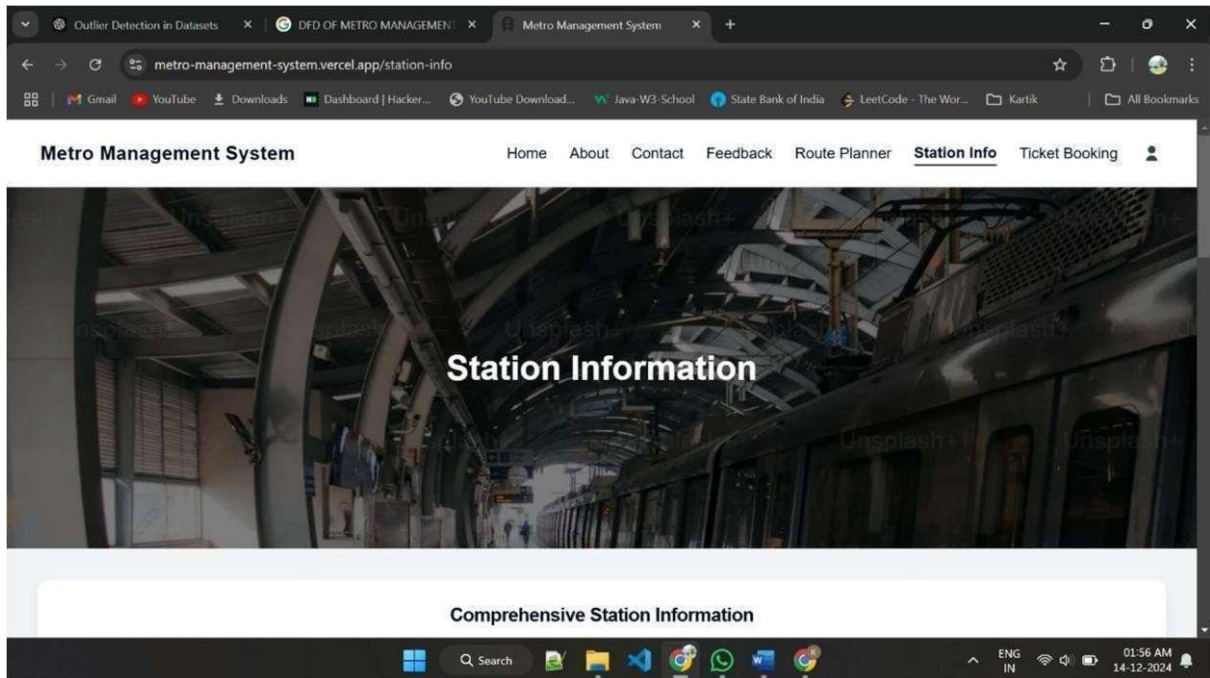 Outlier Detection in Datasets
DFD OF METRO MANAGEMENT
Metro Management System
metro-management-system.vercel.app/station-info
Gmail
YouTube
Downloads
Dashboard | Hacker...
YouTube Download...
Java-W3-School
State Bank of India
LeetCode - The Wor...
Kartik
All Bookmarks
Metro Management System
Home About Contact Feedback Route Planner Station Info Ticket Booking
Station Information
Unsplash+
Comprehensive Station Information
Search
ENG
IN
01:56 AM
14-12-2024